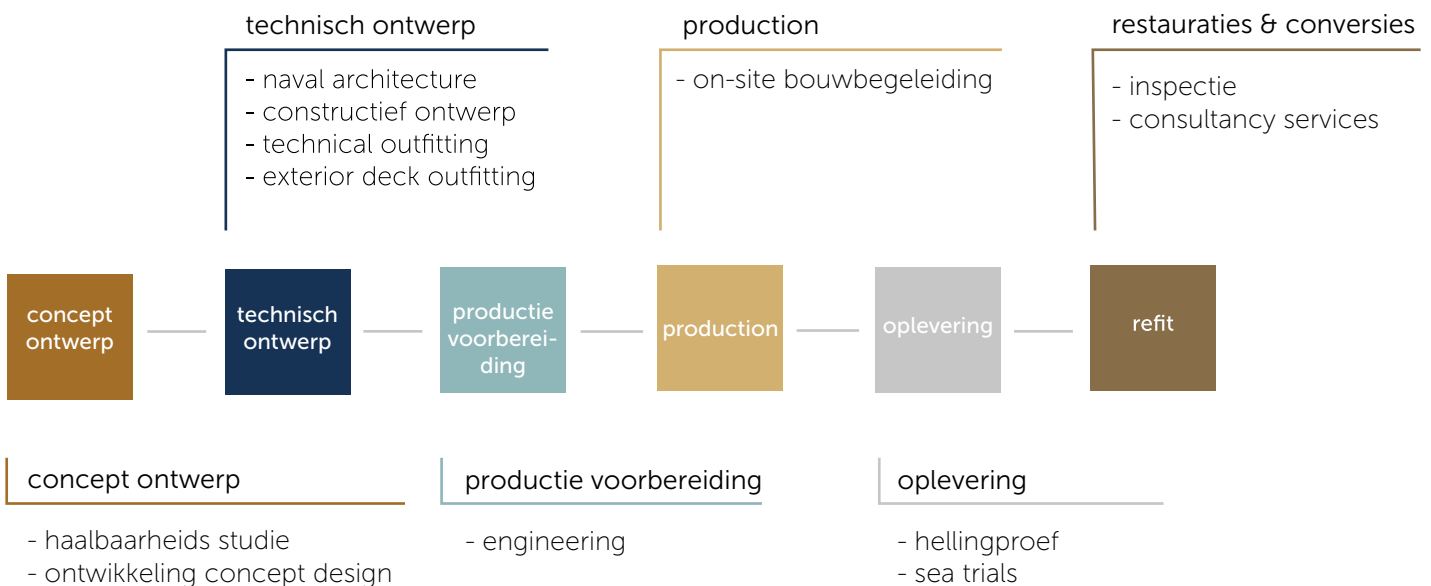 technisch ontwerp
- naval architecture
- constructief ontwerp
- technical outfitting
- exterior deck outfitting
production
- on-site bouwbegeleiding
restauraties & conversies
- inspectie
- consultancy services
concept
ontwerp
technisch
ontwerp
productie
voorberei-
ding
production
oplevering
refit
concept ontwerp
- haalbaarheids studie
- ontwikkeling concept design
productie voorbereiding
- engineering
oplevering
- hellingproef
- sea trials